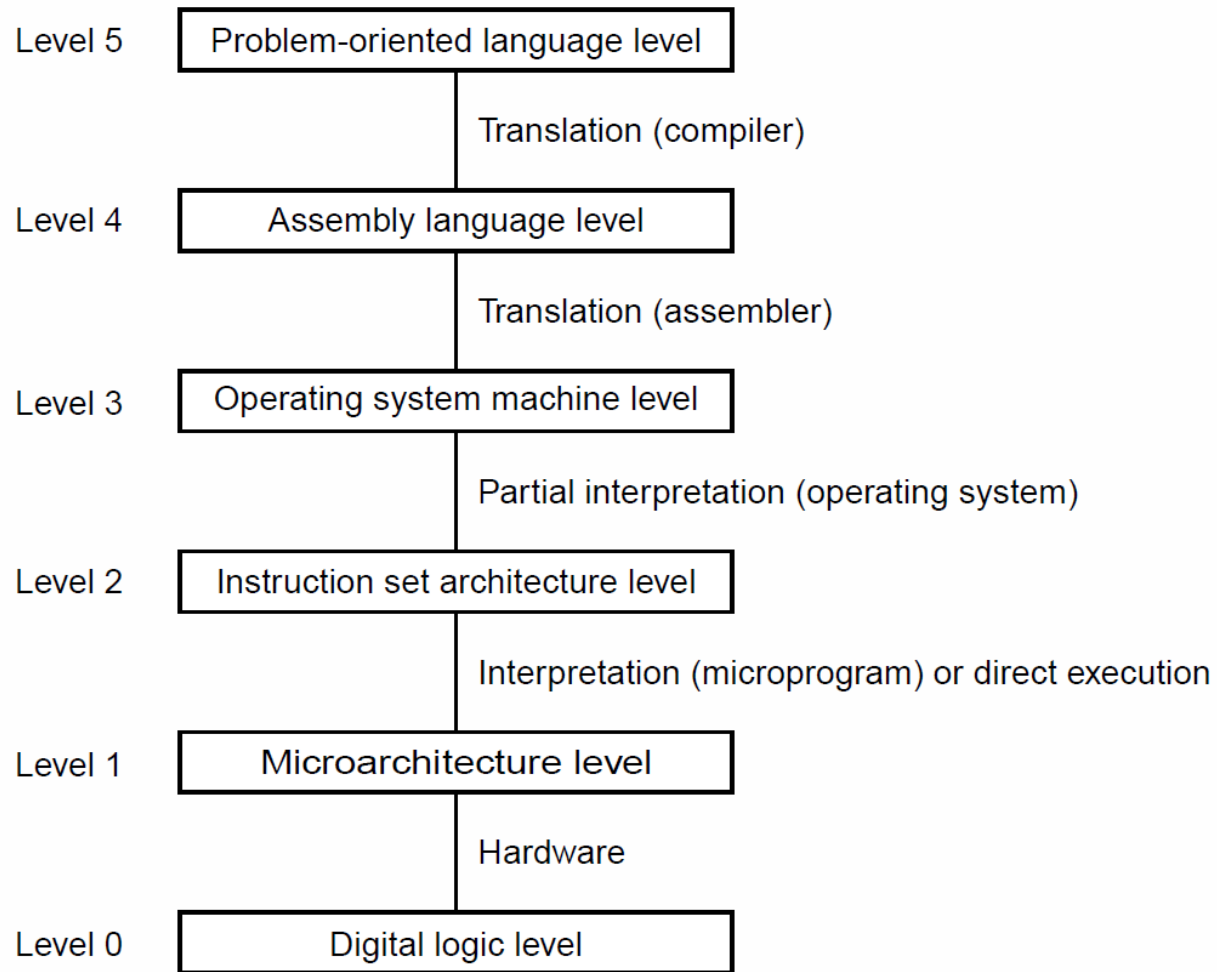 Level 5 Problem-oriented language level
Translation (compiler)
Level 4 Assembly language level
Translation (assembler)
Level 3 Operating system machine level
Partial interpretation (operating system)
Level 2 Instruction set architecture level
Interpretation (microprogram) or direct execution
Level 1 Microarchitecture level
Hardware
Level 0 Digital logic level